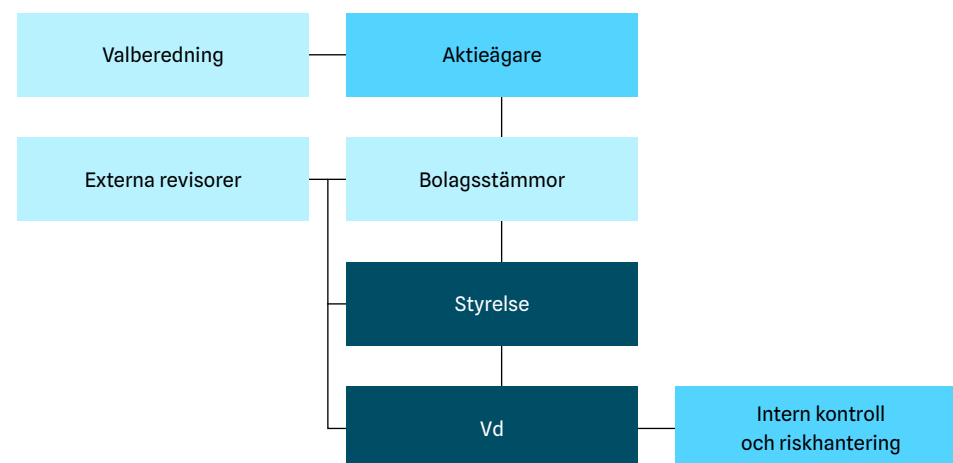 Valberedning
Aktieägare
Externa revisorer
Bolagsstämmor
Styrelse
Vd
Intern kontroll
och riskhantering